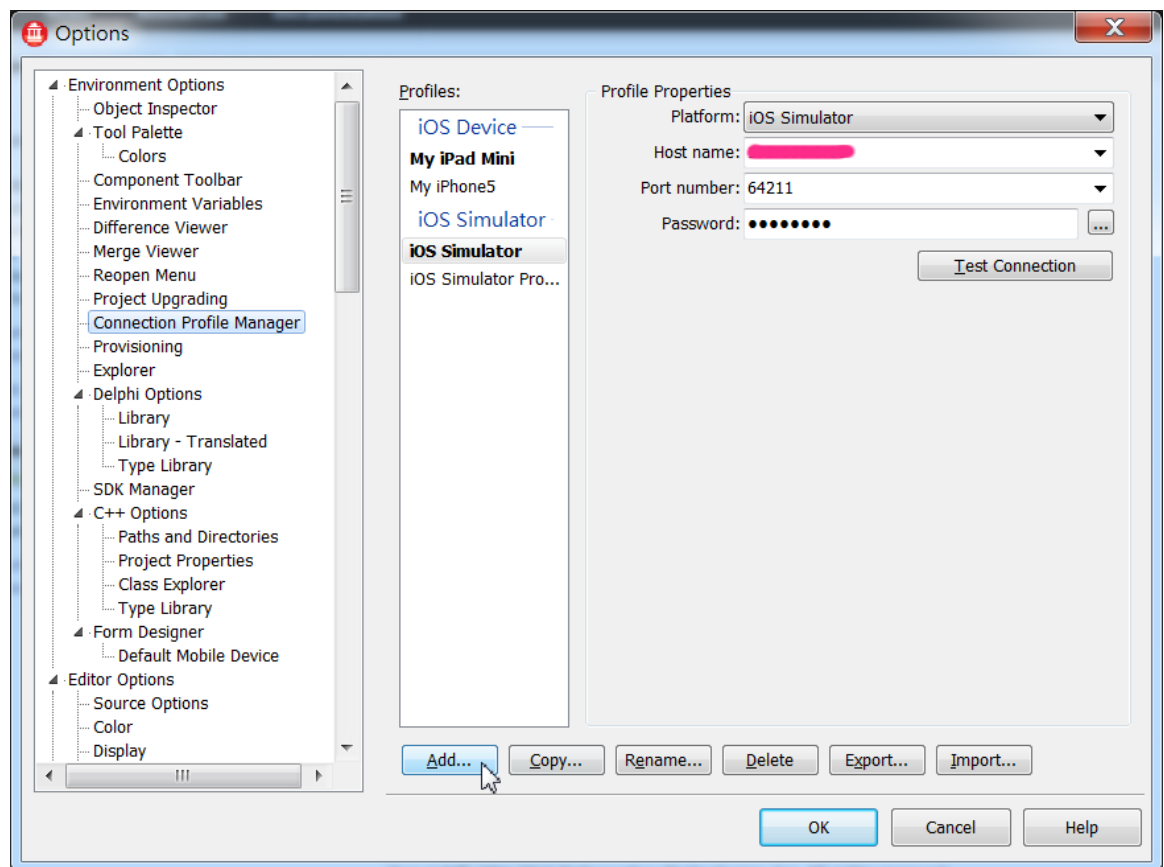 Options
Environment Options
Object Inspector
Tool Palette
Colors
Component Toolbar
Environment Variables
Difference Viewer
Merge Viewer
Reopen Menu
Project Upgrading
Connection Profile Manager
Provisioning
Explorer
Delphi Options
Library
Library - Translated
Type Library
SDK Manager
C++ Options
Paths and Directories
Project Properties
Class Explorer
Type Library
Form Designer
Default Mobile Device
Editor Options
Source Options
Color
Display
Profiles:
iOS Device
My iPad Mini
My iPhone5
iOS Simulator
iOS Simulator
iOS Simulator Pro...
Profile Properties
Platform: iOS Simulator
Host name:
Port number: 64211
Password: ●●●●●●●● ...
Test Connection
Add... Copy... Rename... Delete Export... Import...
OK Cancel Help